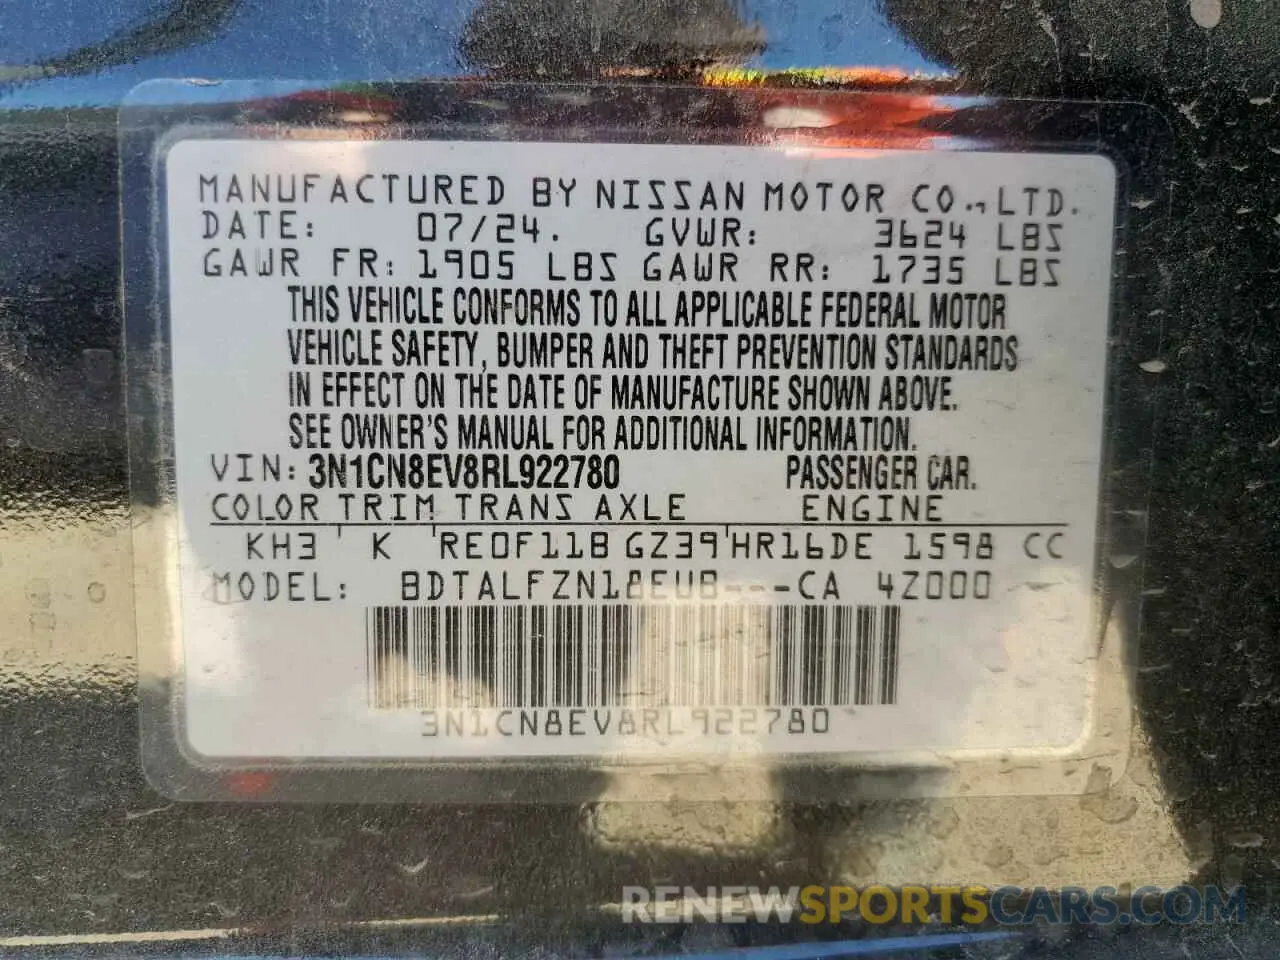 MANUFACTURED BY NISSAN MOTOR CO., LTD.
DATE: 07/24. GVWR: 3624 LBS
GAWR FR: 1905 LBS GAWR RR: 1735 LBS
THIS VEHICLE CONFORMS TO ALL APPLICABLE FEDERAL MOTOR
VEHICLE SAFETY, BUMPER AND THEFT PREVENTION STANDARDS
IN EFFECT ON THE DATE OF MANUFACTURE SHOWN ABOVE.
SEE OWNER'S MANUAL FOR ADDITIONAL INFORMATION.
VIN: 3N1CN8EV8RL922780 PASSENGER CAR.
COLOR TRIM TRANS AXLE ENGINE
KH3 K RE0F11B GZ39 HR16DE 1598 CC
MODEL: BDTALFZN18EUB---CA 4Z000
3N1CN8EV8RL922780
RENEWSPORTSCARS.COM